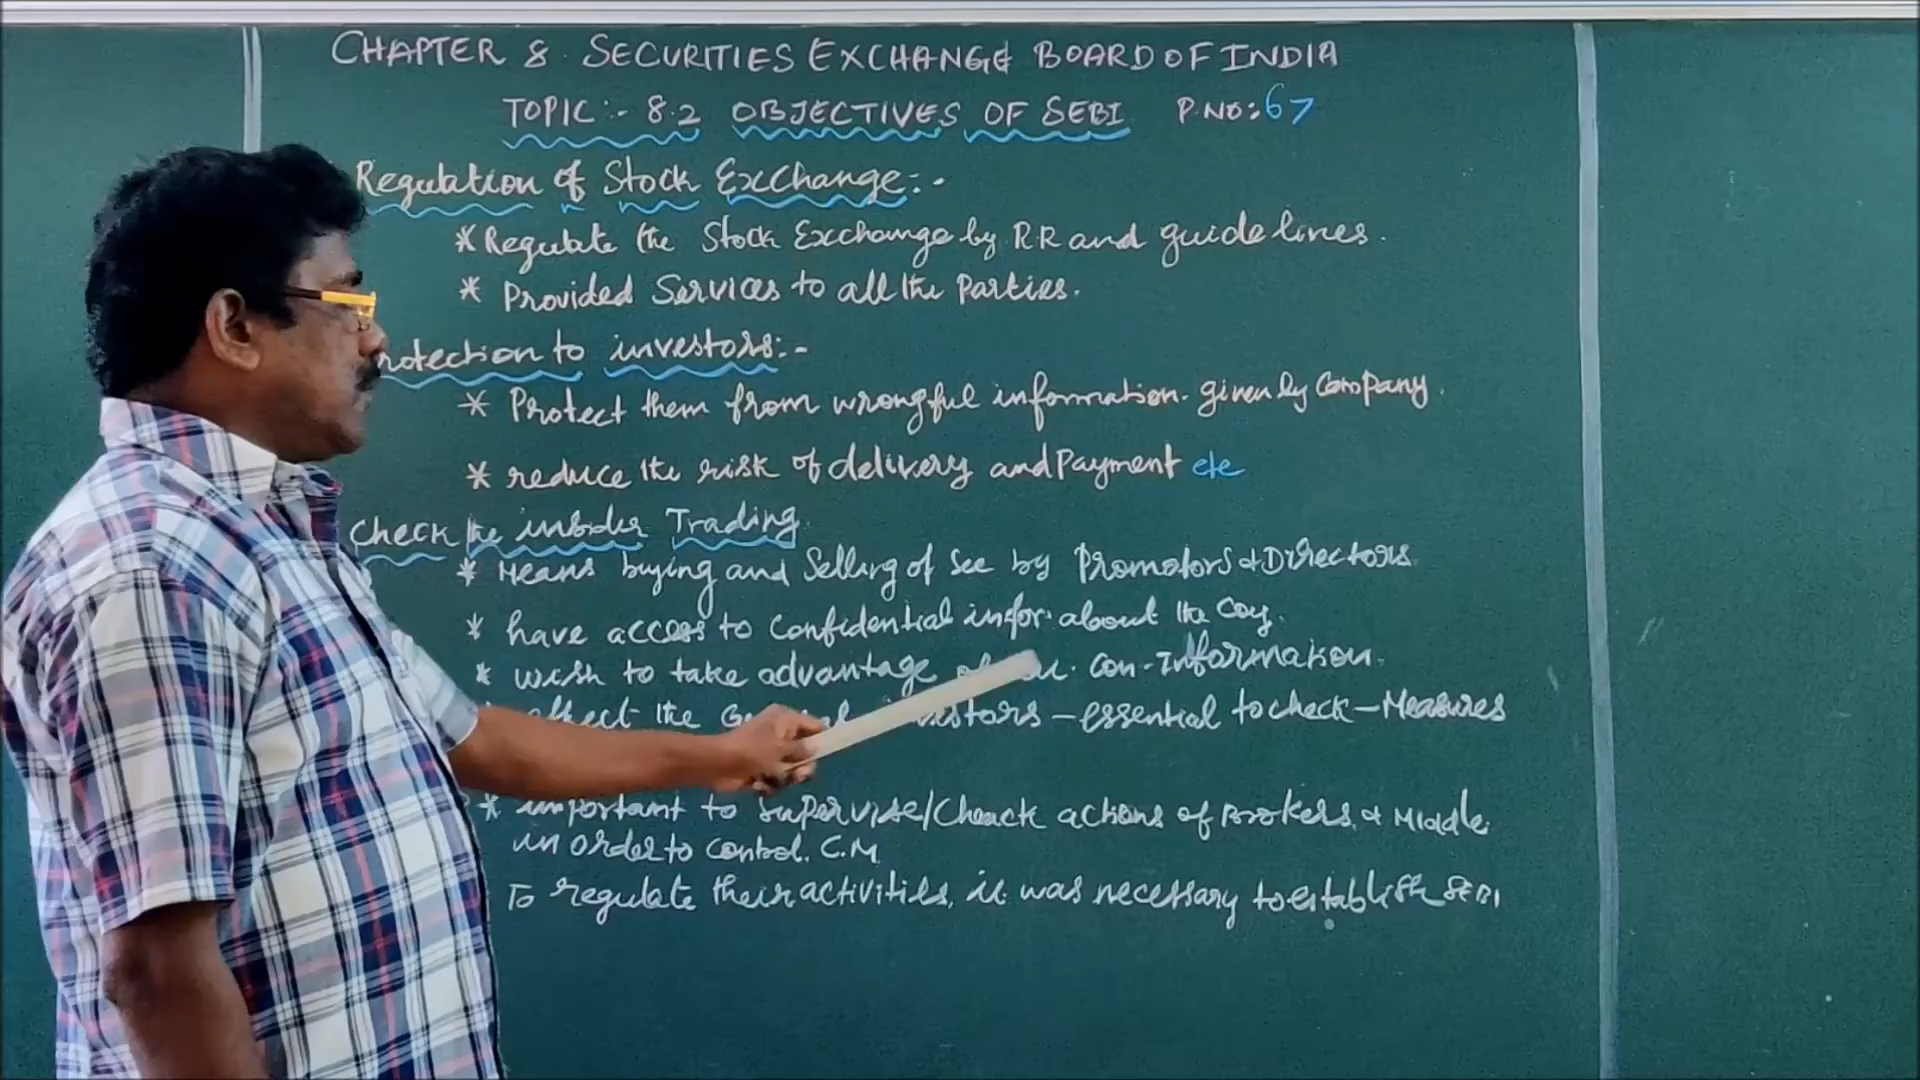 CHAPTER 8. SECURITIES EXCHANGE BOARD OF INDIA
TOPIC:- 8.2 OBJECTIVES OF SEBI P.NO:67
Regulation of Stock Exchange:-
* Regulate the Stock Exchange by R.R and guidelines.
* Provided Services to all the Parties.
rotection to investors:-
* Protect them from wrongful information. given by Company.
* reduce the risk of delivery and Payment etc
Check the insider Trading
* Means buying and Selling of Sec by Promotors & Directors
* have access to Confidential infor. about the Coy.
* wish to take advantage Con-Information.
the investors - essential to check - Measures
* important to Supervise/Cheack actions of Brokers. & Middle
in order to Control. C.M
To regulate their activities, it was necessary to establish SEBI